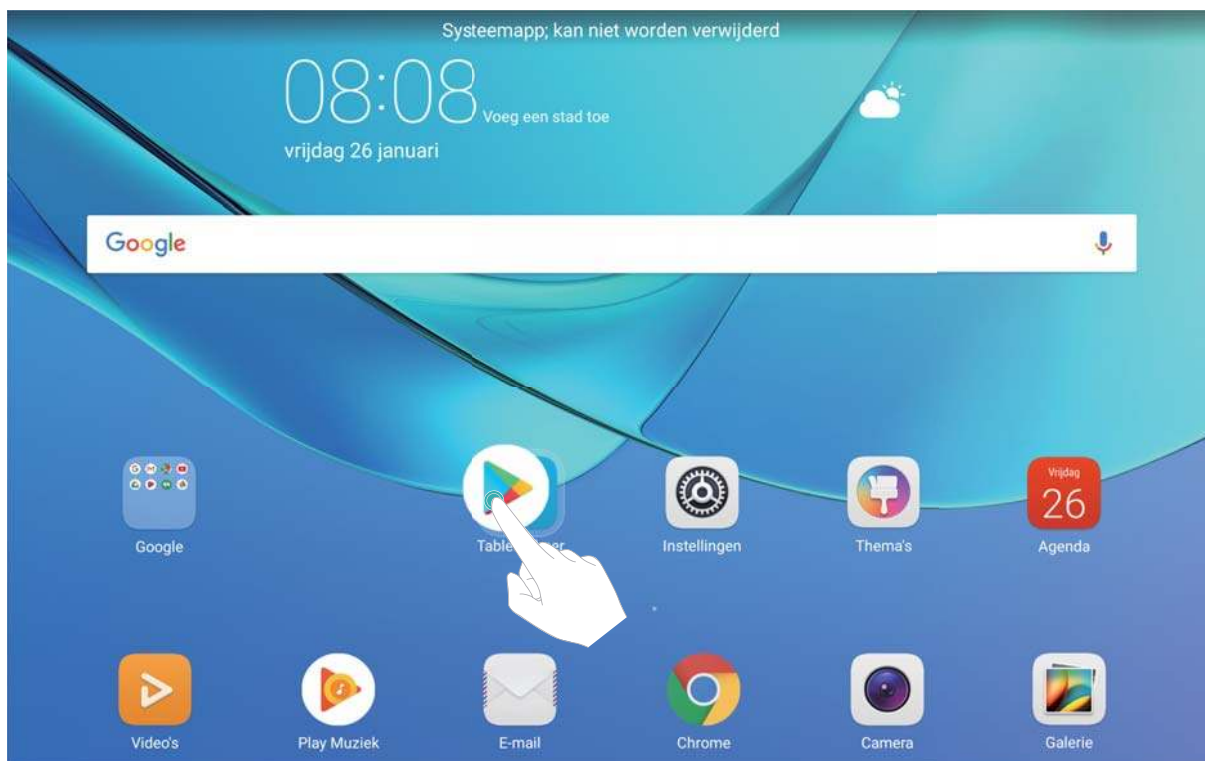 Systeemapp; kan niet worden verwijderd
08:08
Voeg een stad toe
vrijdag 26 januari
Google
Vrijdag
26
Google
Instellingen
Thema's
Agenda
Video's
Play Muziek
E-mail
Chrome
Camera
Galerie